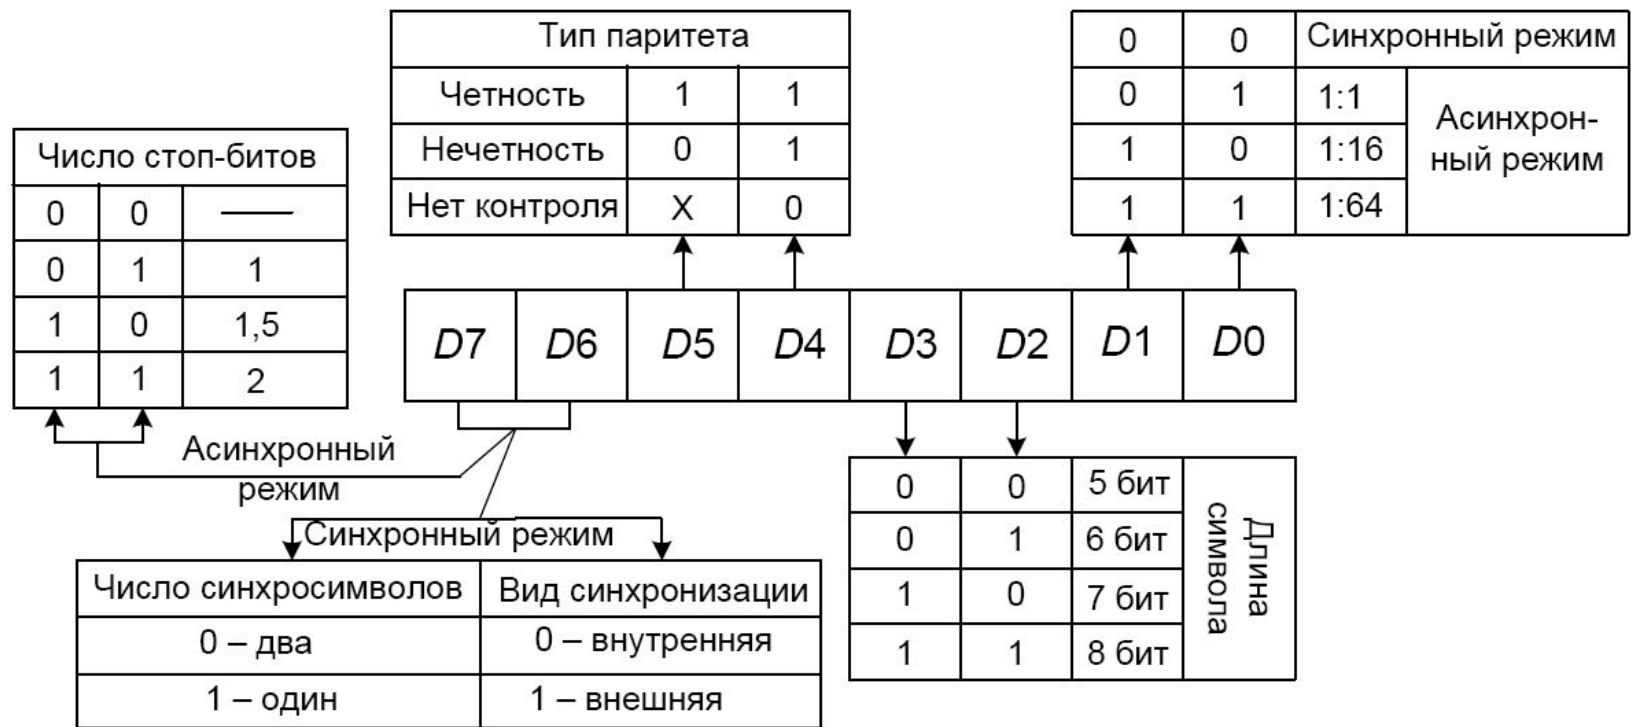 Тип паритета
Четность 1 1
Нечетность 0 1
Нет контроля X 0
0 0 Синхронный режим
0 1 1:1
1 0 1:16
1 1 1:64
Асинхрон-
ный режим
Число стоп-битов
0 0 —
0 1 1
1 0 1,5
1 1 2
D7 D6 D5 D4 D3 D2 D1 D0
Асинхронный
режим
Синхронный режим
Число синхросимволов Вид синхронизации
0 – два 0 – внутренняя
1 – один 1 – внешняя
0 0 5 бит
0 1 6 бит
1 0 7 бит
1 1 8 бит
Длина
символа